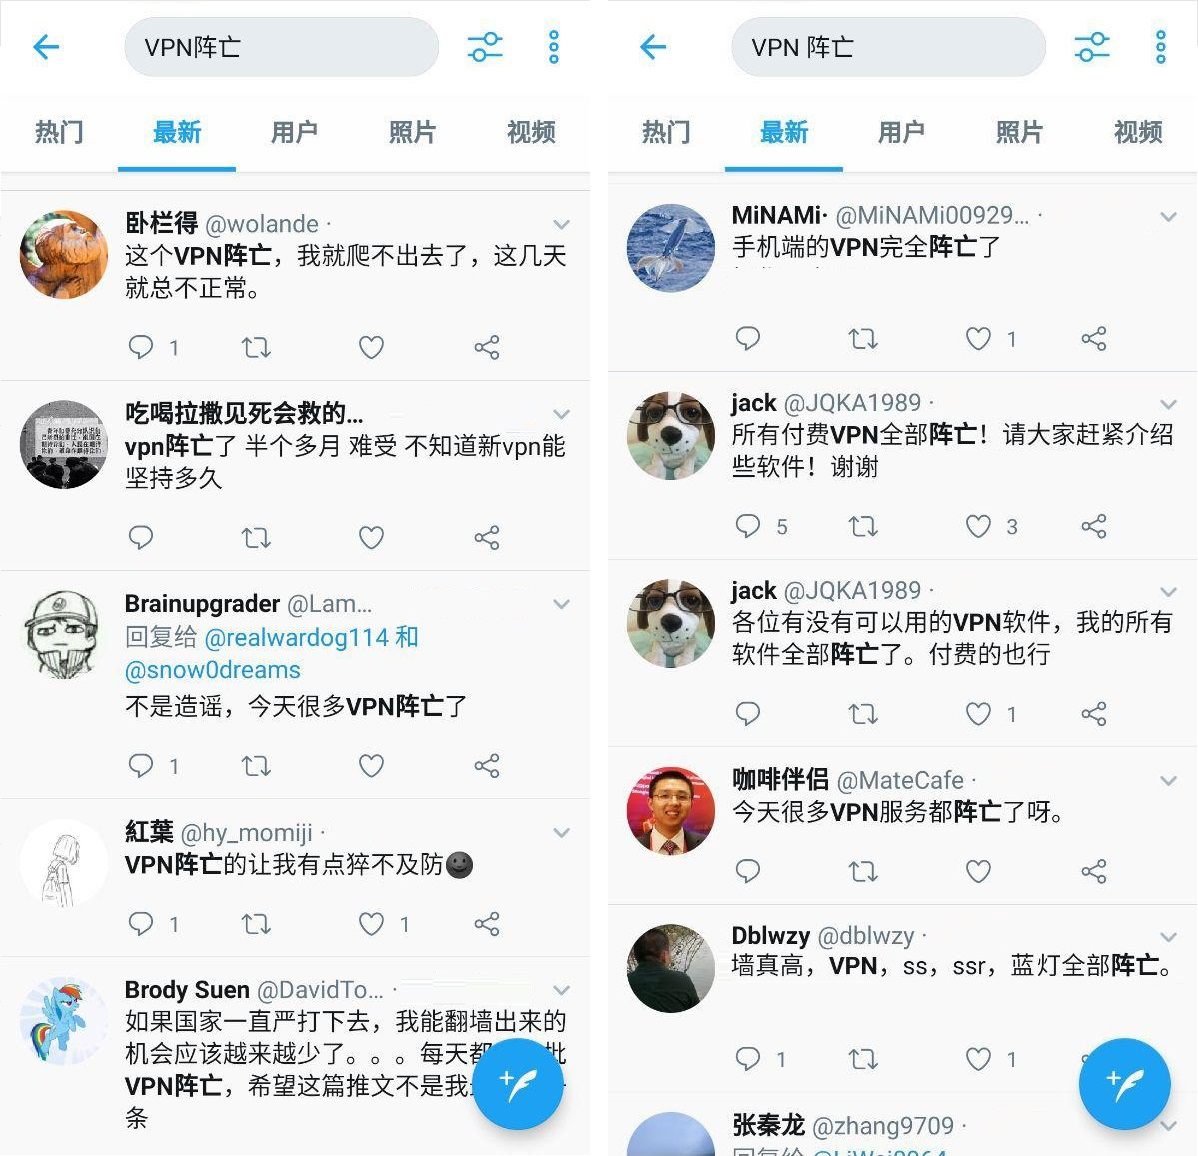 VPN阵亡
热门 最新 用户 照片 视频
卧栏得 @wolande ·
这个VPN阵亡，我就爬不出去了，这几天
就总不正常。
1
吃喝拉撒见死会救的...
vpn阵亡了 半个多月 难受 不知道新vpn能
坚持多久
Brainupgrader @Lam...
回复给 @realwardog114 和
@snow0dreams
不是造谣，今天很多VPN阵亡了
1
紅葉 @hy_momiji ·
VPN阵亡的让我有点猝不及防🌚
1 1
Brody Suen @DavidTo... ·
如果国家一直严打下去，我能翻墙出来的
机会应该越来越少了。。。每天都 批
VPN阵亡，希望这篇推文不是我
条
VPN 阵亡
热门 最新 用户 照片 视频
MiNAMi· @MiNAMi00929... ·
手机端的VPN完全阵亡了
1
jack @JQKA1989 ·
所有付费VPN全部阵亡！请大家赶紧介绍
些软件！谢谢
5 3
jack @JQKA1989 ·
各位有没有可以用的VPN软件，我的所有
软件全部阵亡了。付费的也行
1
咖啡伴侣 @MateCafe ·
今天很多VPN服务都阵亡了呀。
Dblwzy @dblwzy ·
墙真高，VPN，ss，ssr，蓝灯全部阵亡。
1 1
张秦龙 @zhang9709 ·
回复给